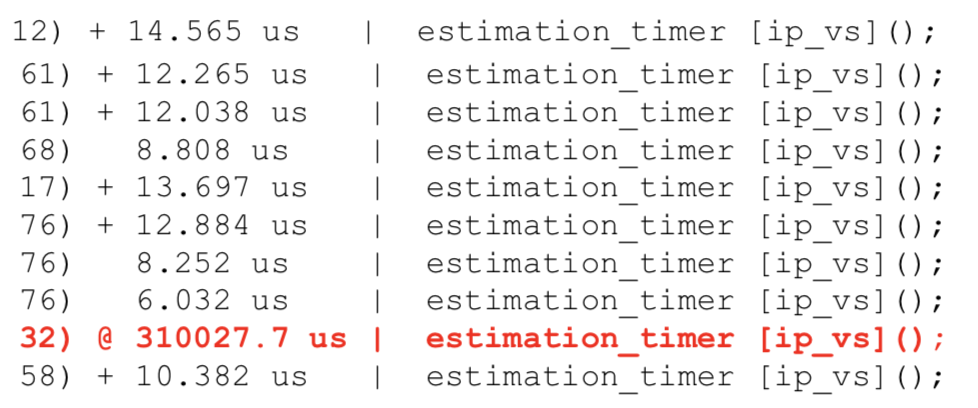 12) + 14.565 us   |  estimation_timer [ip_vs]();
61) + 12.265 us   |  estimation_timer [ip_vs]();
61) + 12.038 us   |  estimation_timer [ip_vs]();
68)   8.808 us    |  estimation_timer [ip_vs]();
17) + 13.697 us   |  estimation_timer [ip_vs]();
76) + 12.884 us   |  estimation_timer [ip_vs]();
76)   8.252 us    |  estimation_timer [ip_vs]();
76)   6.032 us    |  estimation_timer [ip_vs]();
32) @ 310027.7 us |  estimation_timer [ip_vs]();
58) + 10.382 us   |  estimation_timer [ip_vs]();